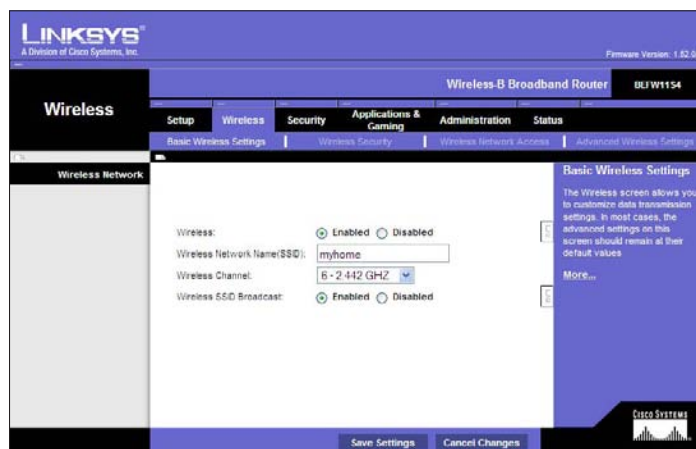 LINKSYS®
A Division of Cisco Systems, Inc.
Firmware Version: 1.52.0
Wireless-B Broadband Router
BEFW11S4
Wireless
Setup
Wireless
Security
Applications & Gaming
Administration
Status
Basic Wireless Settings
Wireless Security
Wireless Network Access
Advanced Wireless Settings
Wireless Network
Wireless:
Enabled
Disabled
Wireless Network Name(SSID):
myhome
Wireless Channel:
6 - 2.442 GHZ
Wireless SSID Broadcast:
Enabled
Disabled
Basic Wireless Settings
The Wireless screen allows you
to customize data transmission
settings. In most cases, the
advanced settings on this
screen should remain at their
default values
More...
Save Settings
Cancel Changes
CISCO SYSTEMS